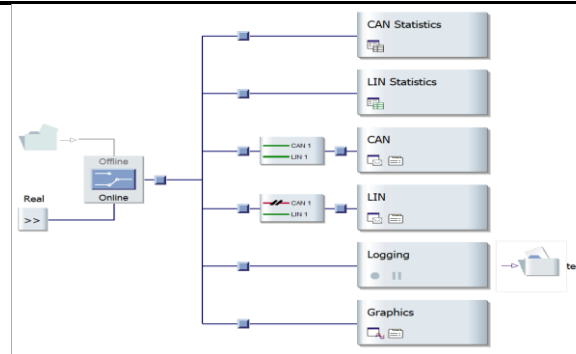 CAN Statistics
LIN Statistics
CAN 1
LIN 1
CAN
Offline
Online
Real
>>
CAN 1
LIN 1
LIN
Logging
te
Graphics